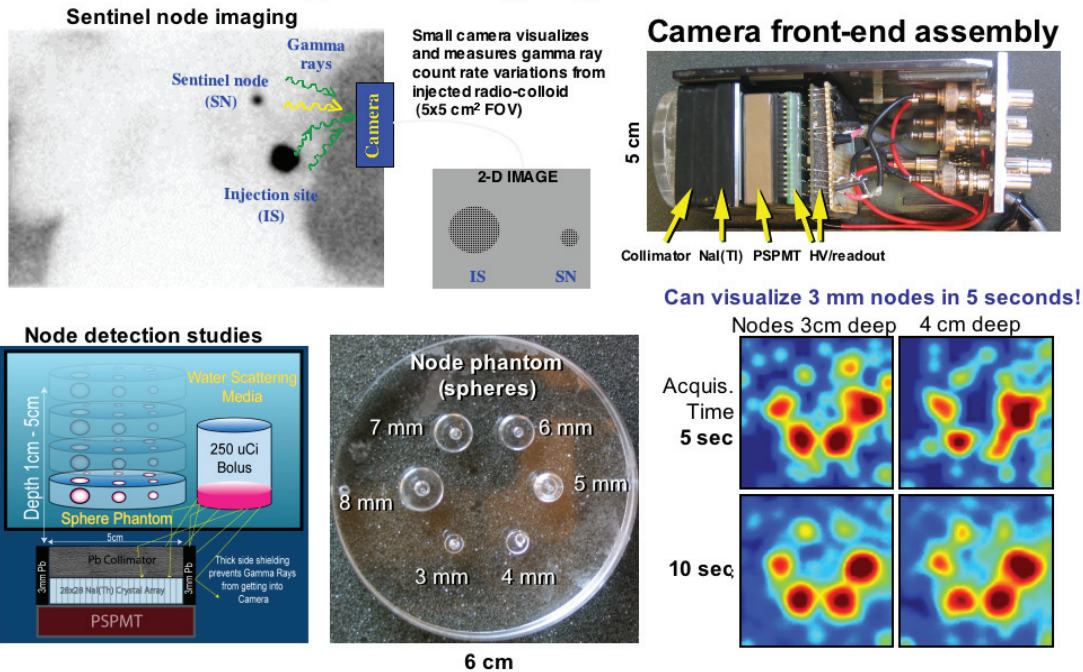 Sentinel node imaging
Gamma
rays
Sentinel node
(SN)
Camera
Injection site
(IS)
Small camera visualizes
and measures gamma ray
count rate variations from
injected radio-colloid
(5x5 cm² FOV)
2-D IMAGE
IS
SN
Camera front-end assembly
5 cm
Collimator
NaI(Tl)
PSPMT
HV/readout
Node detection studies
Water Scattering
Media
250 uCi
Bolus
Depth 1cm - 5cm
Sphere Phantom
5cm
Pb Collimator
3mm Pb
3mm Pb
28x28 NaI(TH) Crystal Array
PSPMT
Thick side shielding
prevents Gamma Rays
from getting into
Camera
Node phantom
(spheres)
7 mm
6 mm
8 mm
5 mm
3 mm
4 mm
6 cm
Can visualize 3 mm nodes in 5 seconds!
Nodes 3cm deep
4 cm deep
Acquis.
Time
5 sec
10 sec